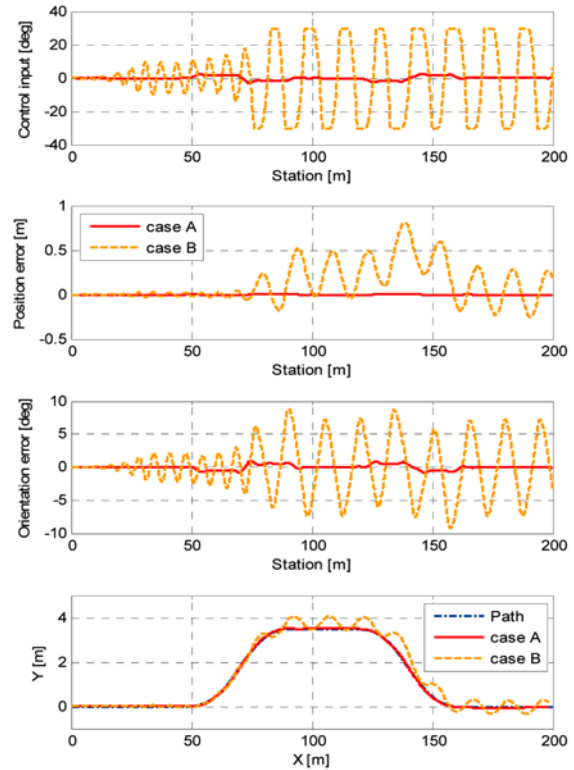 Control input [deg]
40
20
0
-20
-40
0
50
100
150
200
Station [m]
Position error [m]
1
0.5
0
-0.5
case A
case B
0
50
100
150
200
Station [m]
Orientation error [deg]
10
5
0
-5
-10
0
50
100
150
200
Station [m]
Y [m]
4
2
0
Path
case A
case B
0
50
100
150
200
X [m]